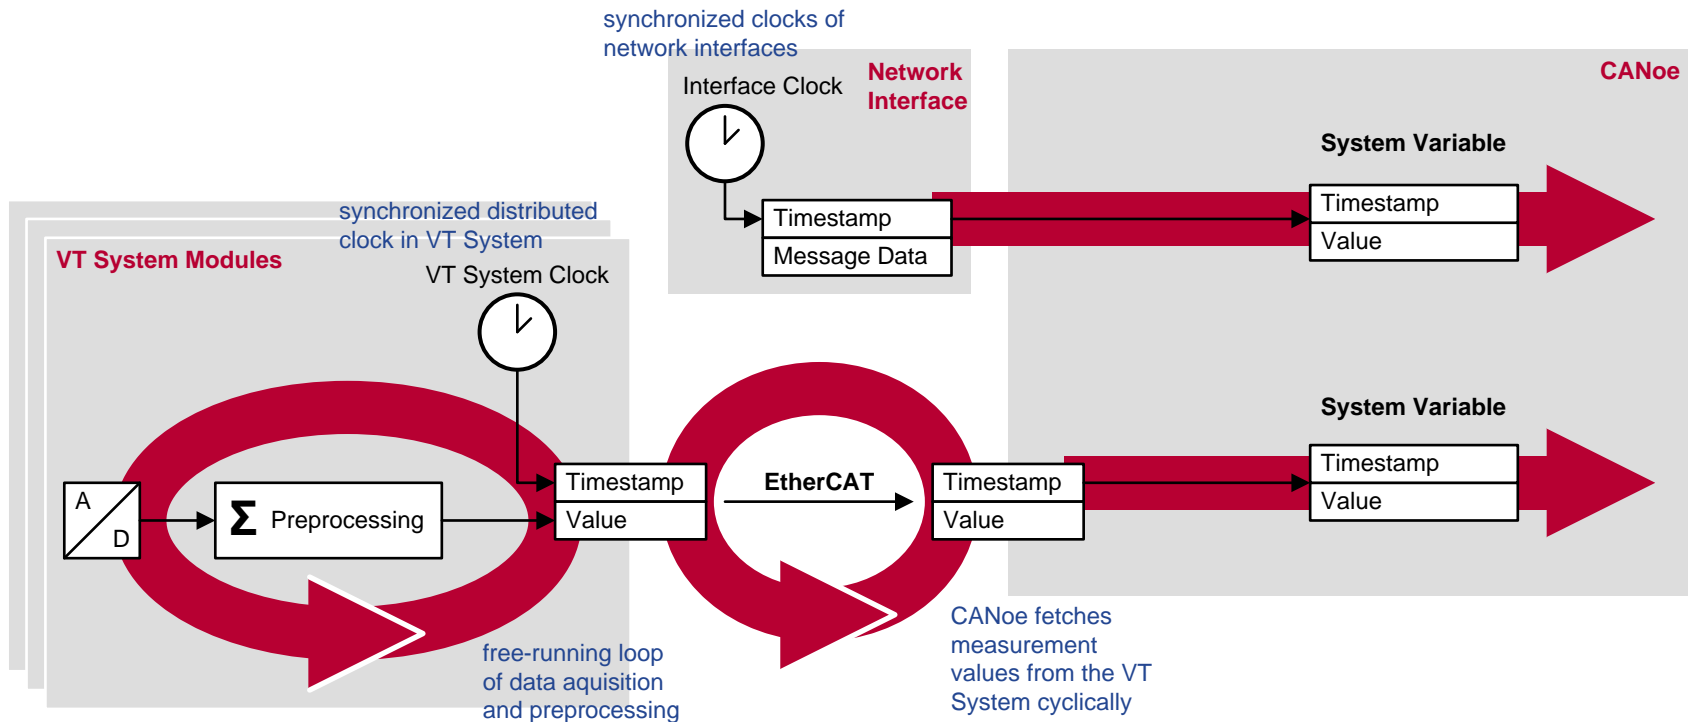 synchronized clocks of
network interfaces
Network
Interface
CANoe
Interface Clock
System Variable
Timestamp
Message Data
Timestamp
Value
synchronized distributed
clock in VT System
VT System Modules
VT System Clock
System Variable
A
D
Σ Preprocessing
Timestamp
Value
EtherCAT
Timestamp
Value
Timestamp
Value
free-running loop
of data aquisition
and preprocessing
CANoe fetches
measurement
values from the VT
System cyclically